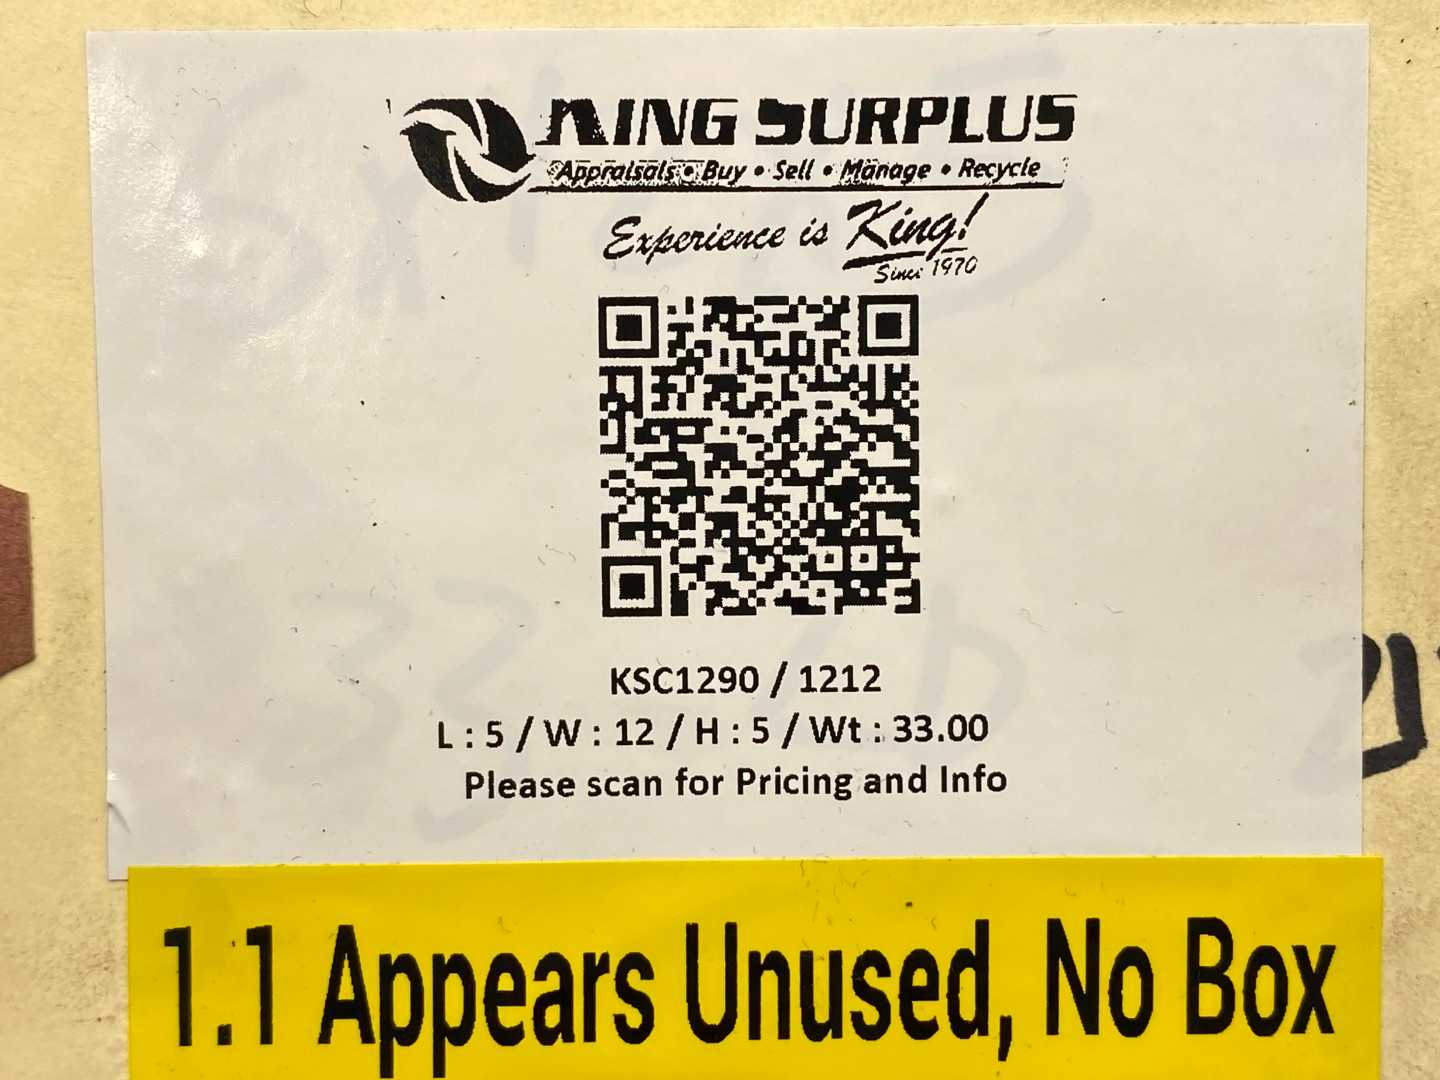 KING SURPLUS
Appraisals • Buy • Sell • Manage • Recycle
Experience is King!
Since 1970
KSC1290 / 1212
L : 5 / W : 12 / H : 5 / Wt : 33.00
Please scan for Pricing and Info
1.1 Appears Unused, No Box